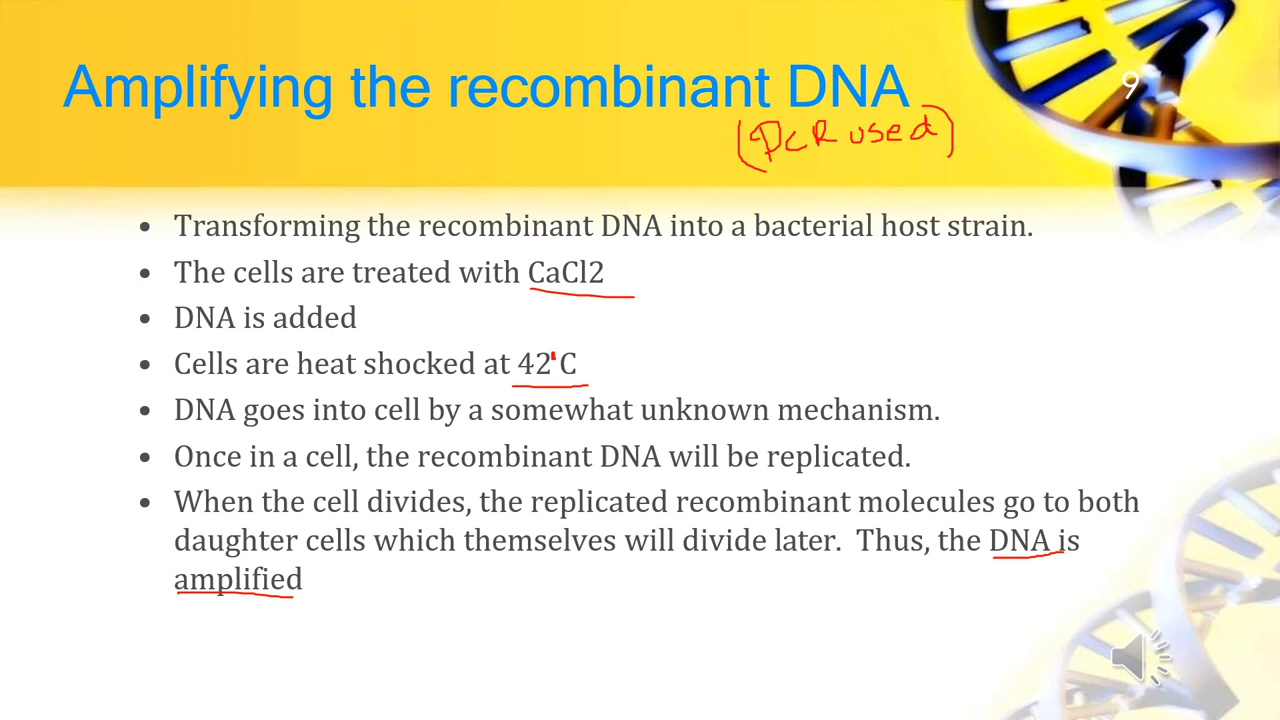 Amplifying the recombinant DNA
9
(PcR used)
• Transforming the recombinant DNA into a bacterial host strain.
• The cells are treated with CaCl2
• DNA is added
• Cells are heat shocked at 42°C
• DNA goes into cell by a somewhat unknown mechanism.
• Once in a cell, the recombinant DNA will be replicated.
• When the cell divides, the replicated recombinant molecules go to both
daughter cells which themselves will divide later.  Thus, the DNA is
amplified